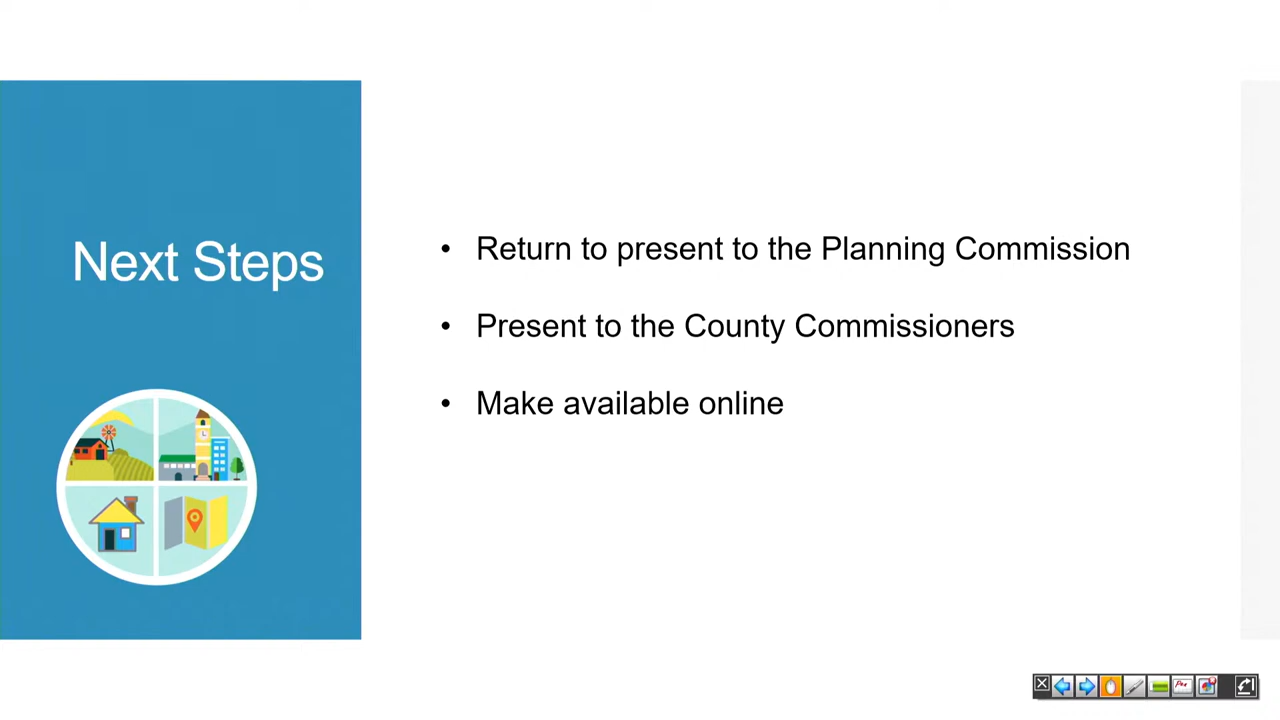 Next Steps
• Return to present to the Planning Commission
• Present to the County Commissioners
• Make available online